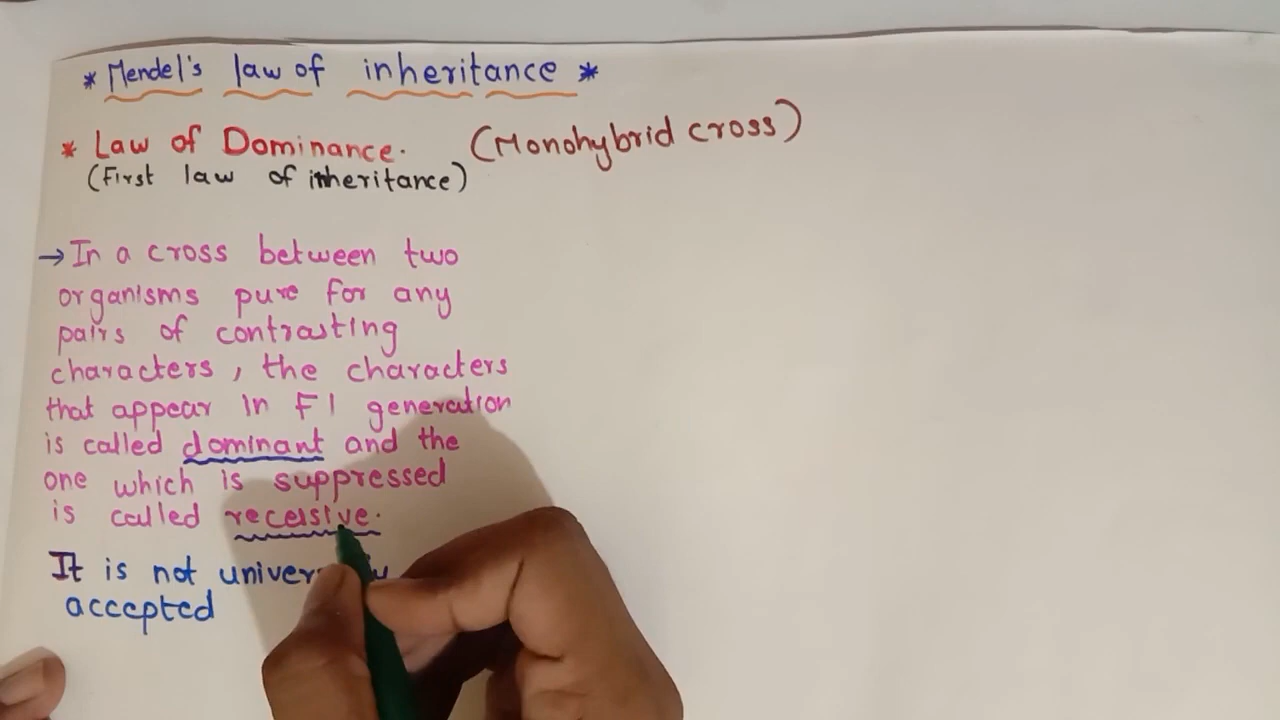 * Mendel's law of inheritance *
* Law of Dominance. (Monohybrid cross)
(First law of inheritance)
→ In a cross between two
organisms pure for any
pairs of contrasting
characters, the characters
that appear in F1 generation
is called dominant and the
one which is suppressed
is called recessive.
It is not
accepted